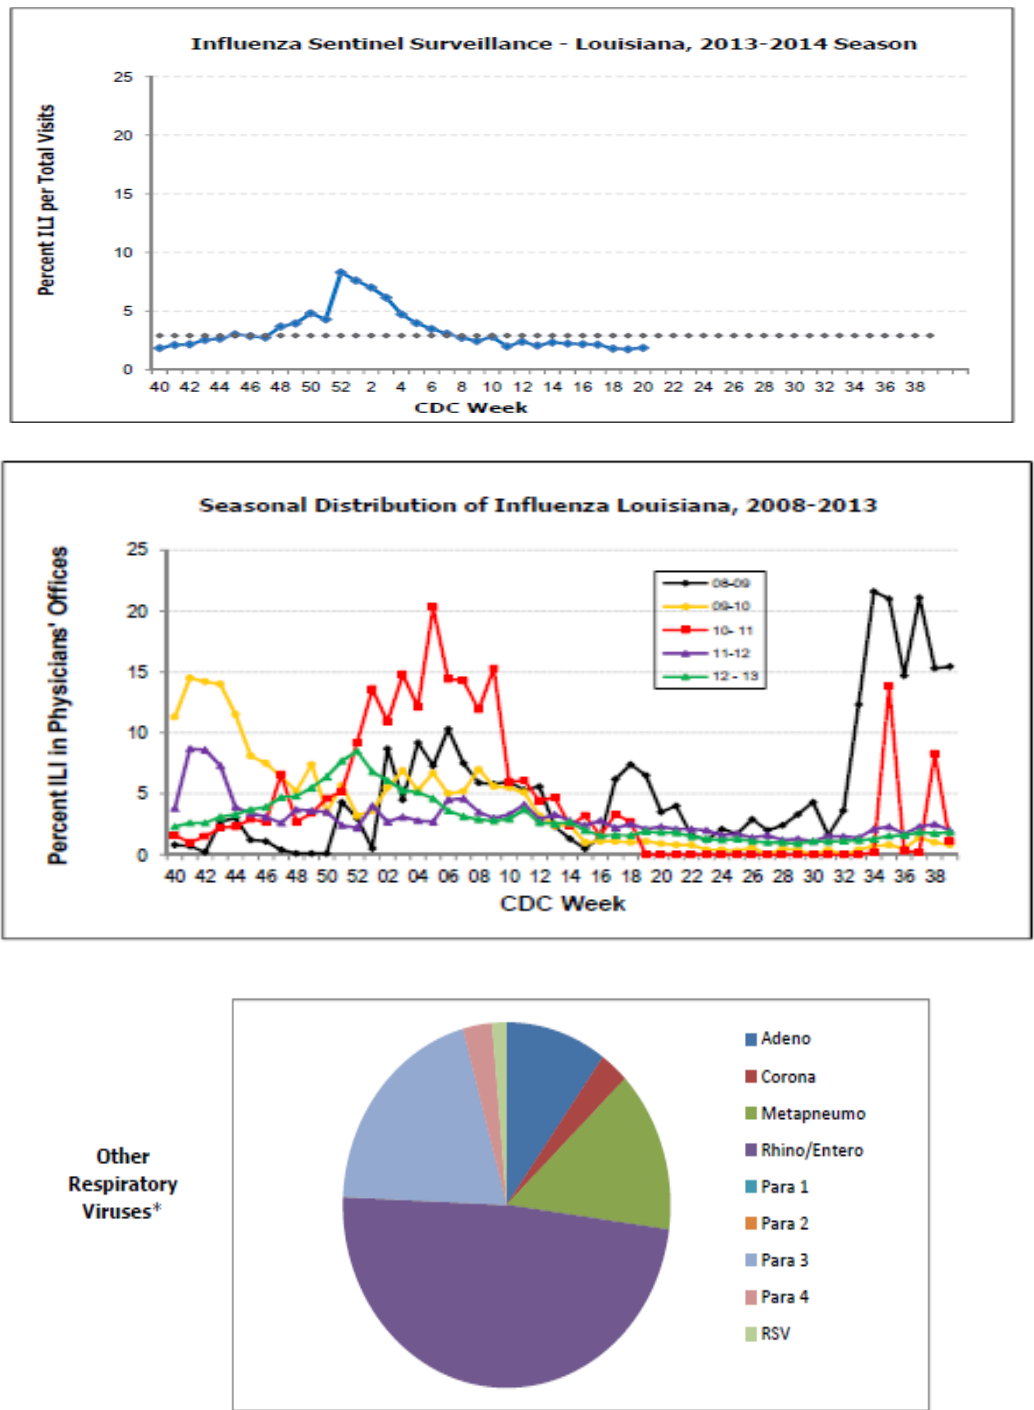 Influenza Sentinel Surveillance - Louisiana, 2013-2014 Season
Percent ILI per Total Visits
25
20
15
10
5
0
40 42 44 46 48 50 52 2 4 6 8 10 12 14 16 18 20 22 24 26 28 30 32 34 36 38
CDC Week
Seasonal Distribution of Influenza Louisiana, 2008-2013
Percent ILI in Physicians' Offices
25
20
15
10
5
0
08-09
09-10
10- 11
11-12
12 - 13
40 42 44 46 48 50 52 02 04 06 08 10 12 14 16 18 20 22 24 26 28 30 32 34 36 38
CDC Week
Other
Respiratory
Viruses*
Adeno
Corona
Metapneumo
Rhino/Entero
Para 1
Para 2
Para 3
Para 4
RSV